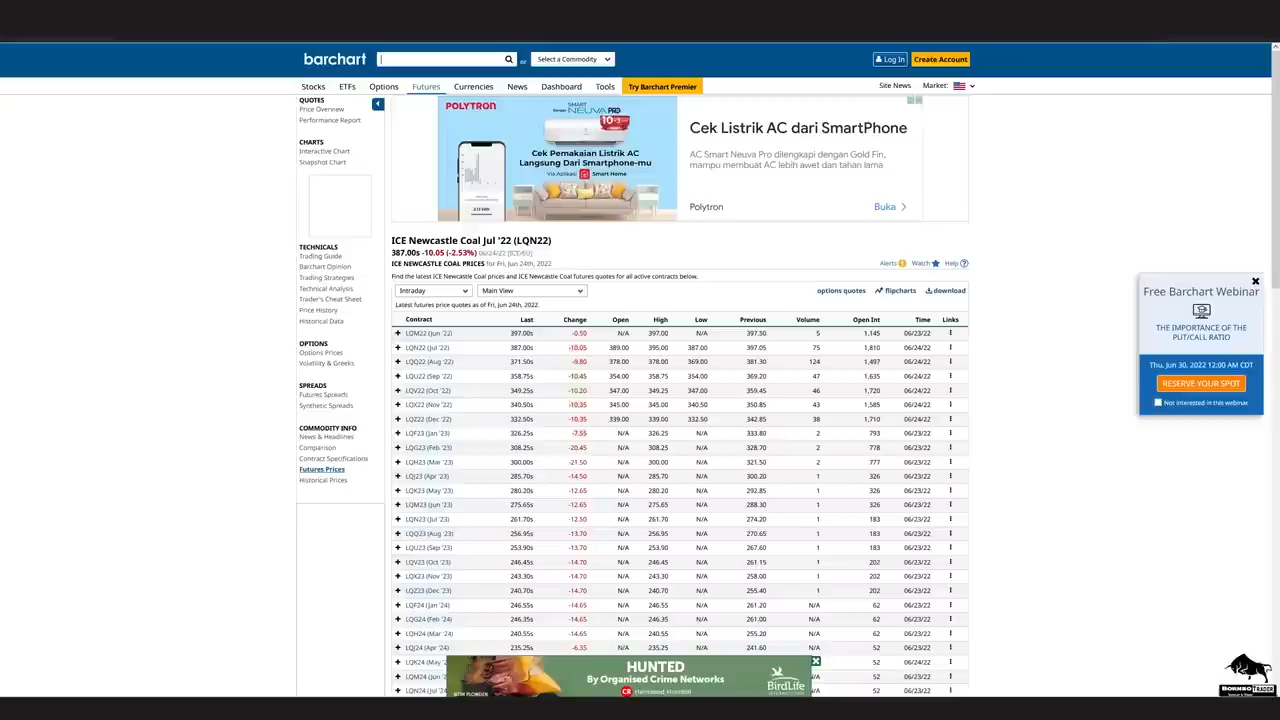 barchart
or
Select a Commodity
Log In
Create Account
Stocks ETFs Options Futures Currencies News Dashboard Tools Try Barchart Premier
Site News Market:
QUOTES
Price Overview
Performance Report
CHARTS
Interactive Chart
Snapshot Chart
TECHNICALS
Trading Guide
Barchart Opinion
Trading Strategies
Technical Analysis
Trader's Cheat Sheet
Price History
Historical Data
OPTIONS
Options Prices
Volatility & Greeks
SPREADS
Futures Spreads
Synthetic Spreads
COMMODITY INFO
News & Headlines
Comparison
Contract Specifications
Futures Prices
Historical Prices
POLYTRON
SMART
NEUVA PRO
Cek Pemakaian Listrik AC
Langsung Dari Smartphone-mu
Via Aplikasi Smart Home
Cek Listrik AC dari SmartPhone
AC Smart Neuva Pro dilengkapi dengan Gold Fin,
mampu membuat AC lebih awet dan tahan lama
Polytron
Buka
ICE Newcastle Coal Jul '22 (LQN22)
387.00s -10.05 (-2.53%) 06/24/22 [ICE/EO]
ICE NEWCASTLE COAL PRICES for Fri, Jun 24th, 2022
Alerts Watch Help
Find the latest ICE Newcastle Coal prices and ICE Newcastle Coal futures quotes for all active contracts below.
Intraday Main View
options quotes flipcharts download
Latest futures price quotes as of Fri, Jun 24th, 2022.
Contract Last Change Open High Low Previous Volume Open Int Time Links
+ LQM22 (Jun '22) 397.00s -0.50 N/A 397.00 N/A 397.50 5 1,145 06/23/22
+ LQN22 (Jul '22) 387.00s -10.05 389.00 395.00 387.00 397.05 75 1,810 06/24/22
+ LQQ22 (Aug '22) 371.50s -9.80 378.00 378.00 369.00 381.30 124 1,497 06/24/22
+ LQU22 (Sep '22) 358.75s -10.45 354.00 358.75 354.00 369.20 47 1,635 06/24/22
+ LQV22 (Oct '22) 349.25s -10.20 347.00 349.25 347.00 359.45 46 1,720 06/24/22
+ LQX22 (Nov '22) 340.50s -10.35 345.00 345.00 340.50 350.85 43 1,585 06/24/22
+ LQZ22 (Dec '22) 332.50s -10.35 339.00 339.00 332.50 342.85 38 1,710 06/24/22
+ LQF23 (Jan '23) 326.25s -7.55 N/A 326.25 N/A 333.80 2 793 06/23/22
+ LQG23 (Feb '23) 308.25s -20.45 N/A 308.25 N/A 328.70 2 778 06/23/22
+ LQH23 (Mar '23) 300.00s -21.50 N/A 300.00 N/A 321.50 2 777 06/23/22
+ LQJ23 (Apr '23) 285.70s -14.50 N/A 285.70 N/A 300.20 1 326 06/23/22
+ LQK23 (May '23) 280.20s -12.65 N/A 280.20 N/A 292.85 1 326 06/23/22
+ LQM23 (Jun '23) 275.65s -12.65 N/A 275.65 N/A 288.30 1 326 06/23/22
+ LQN23 (Jul '23) 261.70s -12.50 N/A 261.70 N/A 274.20 1 183 06/23/22
+ LQQ23 (Aug '23) 256.95s -13.70 N/A 256.95 N/A 270.65 1 183 06/23/22
+ LQU23 (Sep '23) 253.90s -13.70 N/A 253.90 N/A 267.60 1 183 06/23/22
+ LQV23 (Oct '23) 246.45s -14.70 N/A 246.45 N/A 261.15 1 202 06/23/22
+ LQX23 (Nov '23) 243.30s -14.70 N/A 243.30 N/A 258.00 1 202 06/23/22
+ LQZ23 (Dec '23) 240.70s -14.70 N/A 240.70 N/A 255.40 1 202 06/23/22
+ LQF24 (Jan '24) 246.55s -14.65 N/A 246.55 N/A 261.20 N/A 62 06/23/22
+ LQG24 (Feb '24) 246.35s -14.65 N/A 246.35 N/A 261.00 N/A 62 06/23/22
+ LQH24 (Mar '24) 240.55s -14.65 N/A 240.55 N/A 255.20 N/A 62 06/23/22
+ LQJ24 (Apr '24) 235.25s -6.35 N/A 235.25 N/A 241.60 N/A 52 06/23/22
+ LQK24 (May '2 52 06/24/22
+ LQM24 (Jun '2 N/A 52 06/23/22
+ LQN24 (Jul '24 N/A 52 06/23/22
HUNTED
By Organised Crime Networks
CR
BirdLife
INTERNATIONAL
Free Barchart Webinar
THE IMPORTANCE OF THE
PUT/CALL RATIO
Thu, Jun 30, 2022 12:00 AM CDT
RESERVE YOUR SPOT
Not interested in this webinar.
BORNEO TRADER